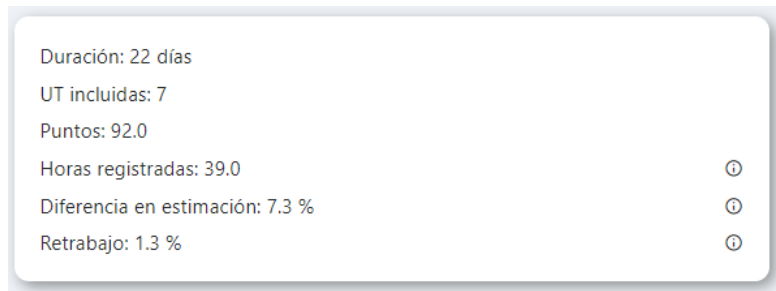 Duración: 22 días
UT incluidas: 7
Puntos: 92.0
Horas registradas: 39.0
Diferencia en estimación: 7.3 %
Retrabajo: 1.3 %